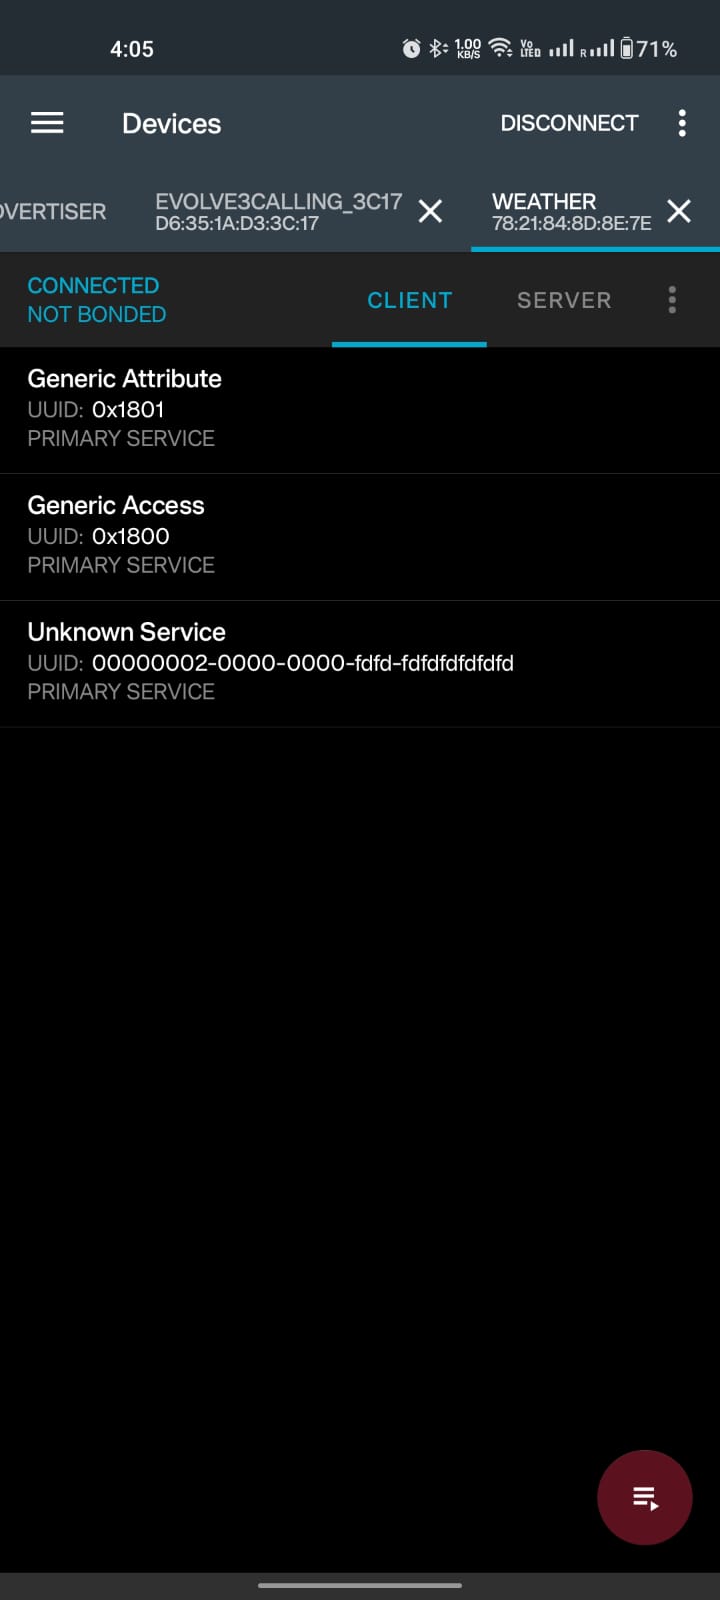 4:05
1.00 KB/S
Vo LTED
R
71%
Devices
DISCONNECT
DVERTISER
EVOLVE3CALLING_3C17
D6:35:1A:D3:3C:17
WEATHER
78:21:84:8D:8E:7E
CONNECTED
NOT BONDED
CLIENT
SERVER
Generic Attribute
UUID: 0x1801
PRIMARY SERVICE
Generic Access
UUID: 0x1800
PRIMARY SERVICE
Unknown Service
UUID: 00000002-0000-0000-fdfd-fdfdfdfdfdfd
PRIMARY SERVICE